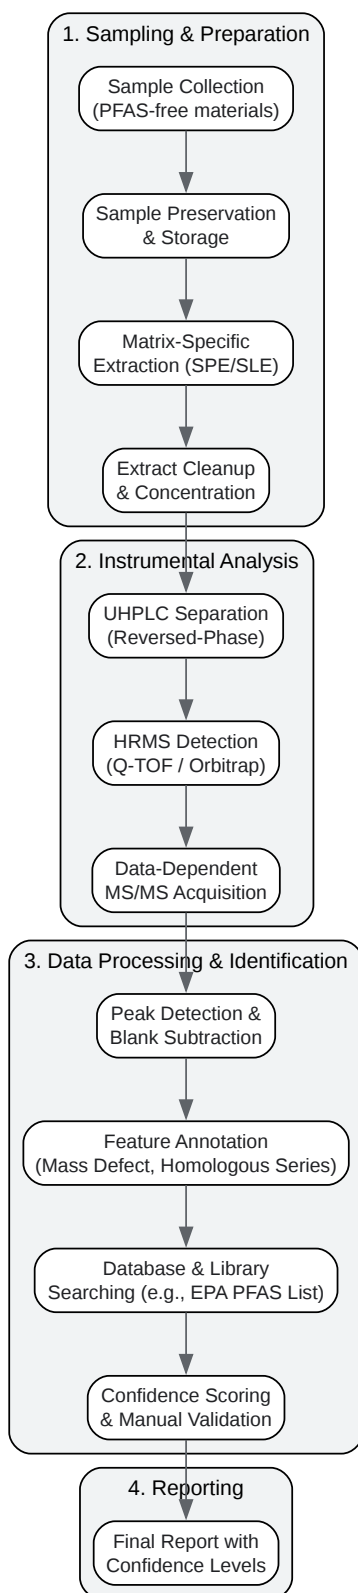 1. Sampling & Preparation
Sample Collection
(PFAS-free materials)
Sample Preservation
& Storage
Matrix-Specific
Extraction (SPE/SLE)
Extract Cleanup
& Concentration
2. Instrumental Analysis
UHPLC Separation
(Reversed-Phase)
HRMS Detection
(Q-TOF / Orbitrap)
Data-Dependent
MS/MS Acquisition
3. Data Processing & Identification
Peak Detection &
Blank Subtraction
Feature Annotation
(Mass Defect, Homologous Series)
Database & Library
Searching (e.g., EPA PFAS List)
Confidence Scoring
& Manual Validation
4. Reporting
Final Report with
Confidence Levels